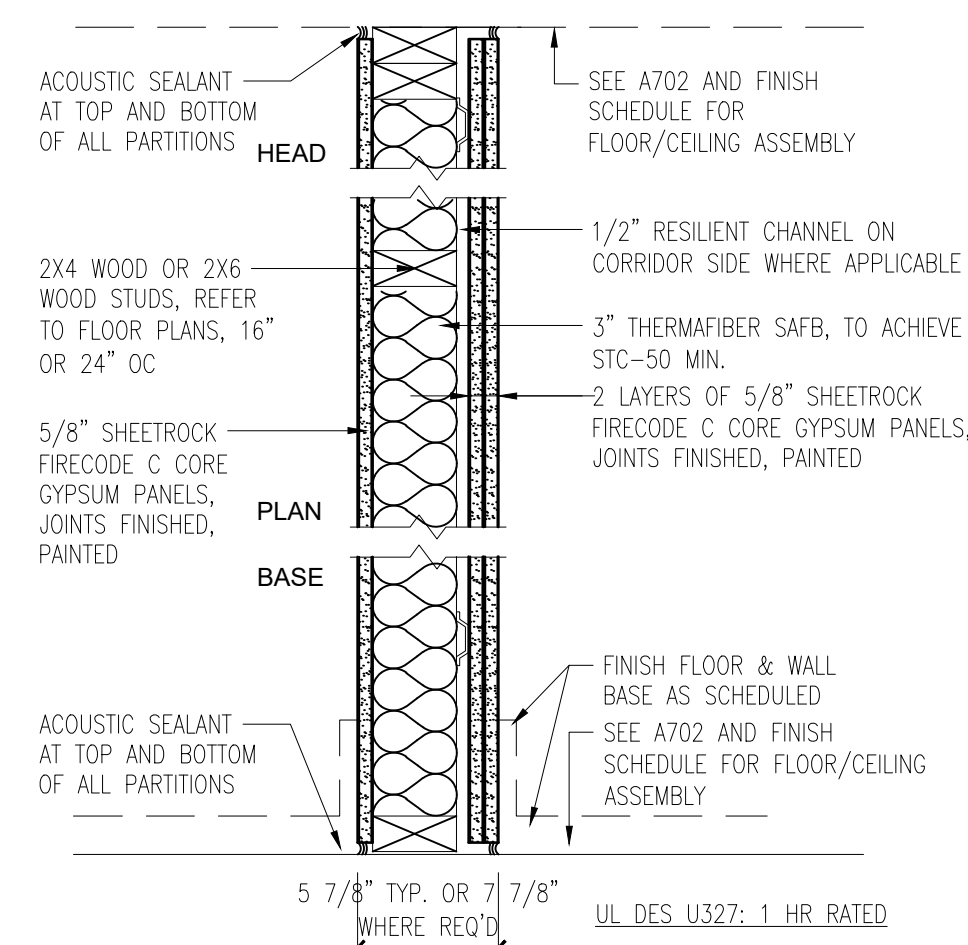 ACOUSTIC SEALANT
AT TOP AND BOTTOM
OF ALL PARTITIONS
HEAD
SEE A702 AND FINISH
SCHEDULE FOR
FLOOR/CEILING ASSEMBLY
2X4 WOOD OR 2X6
WOOD STUDS, REFER
TO FLOOR PLANS, 16"
OR 24" OC
1/2" RESILIENT CHANNEL ON
CORRIDOR SIDE WHERE APPLICABLE
3" THERMAFIBER SAFB, TO ACHIEVE
STC-50 MIN.
2 LAYERS OF 5/8" SHEETROCK
FIRECODE C CORE GYPSUM PANELS,
JOINTS FINISHED, PAINTED
5/8" SHEETROCK
FIRECODE C CORE
GYPSUM PANELS,
JOINTS FINISHED,
PAINTED
PLAN
BASE
FINISH FLOOR & WALL
BASE AS SCHEDULED
ACOUSTIC SEALANT
AT TOP AND BOTTOM
OF ALL PARTITIONS
SEE A702 AND FINISH
SCHEDULE FOR FLOOR/CEILING
ASSEMBLY
5 7/8" TYP. OR 7 7/8"
WHERE REQ'D
UL DES U327: 1 HR RATED